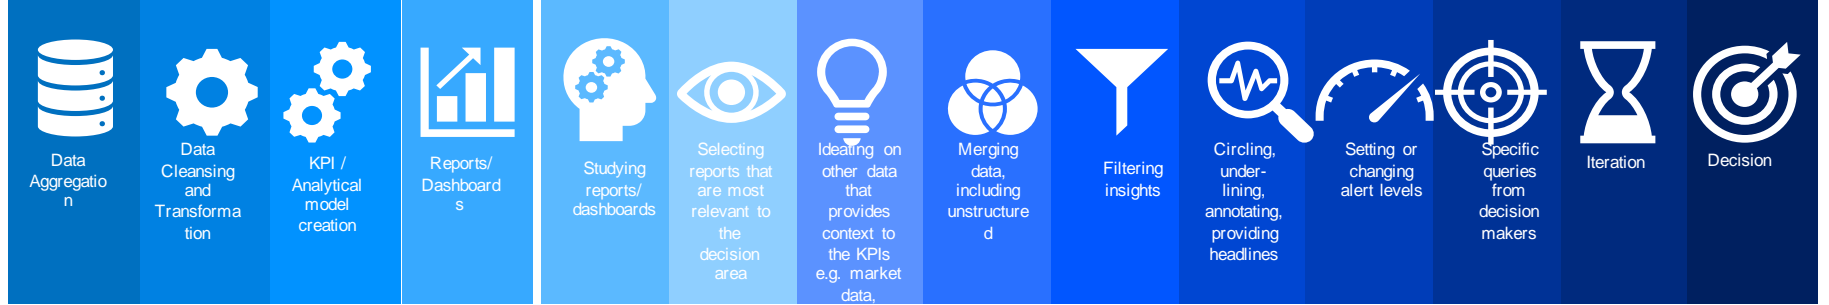 Data
Aggregatio
n
Data
Cleansing
and
Transforma
tion
KPI /
Analytical
model
creation
Reports/
Dashboard
s
Studying
reports/
dashboards
Selecting
reports that
are most
relevant to
the
decision
area
Ideating on
other data
that
provides
context to
the KPIs
e.g. market
data,
Merging
data,
including
unstructure
d
Filtering
insights
Circling,
under-
lining,
annotating,
providing
headlines
Setting or
changing
alert levels
Specific
queries
from
decision
makers
Iteration
Decision